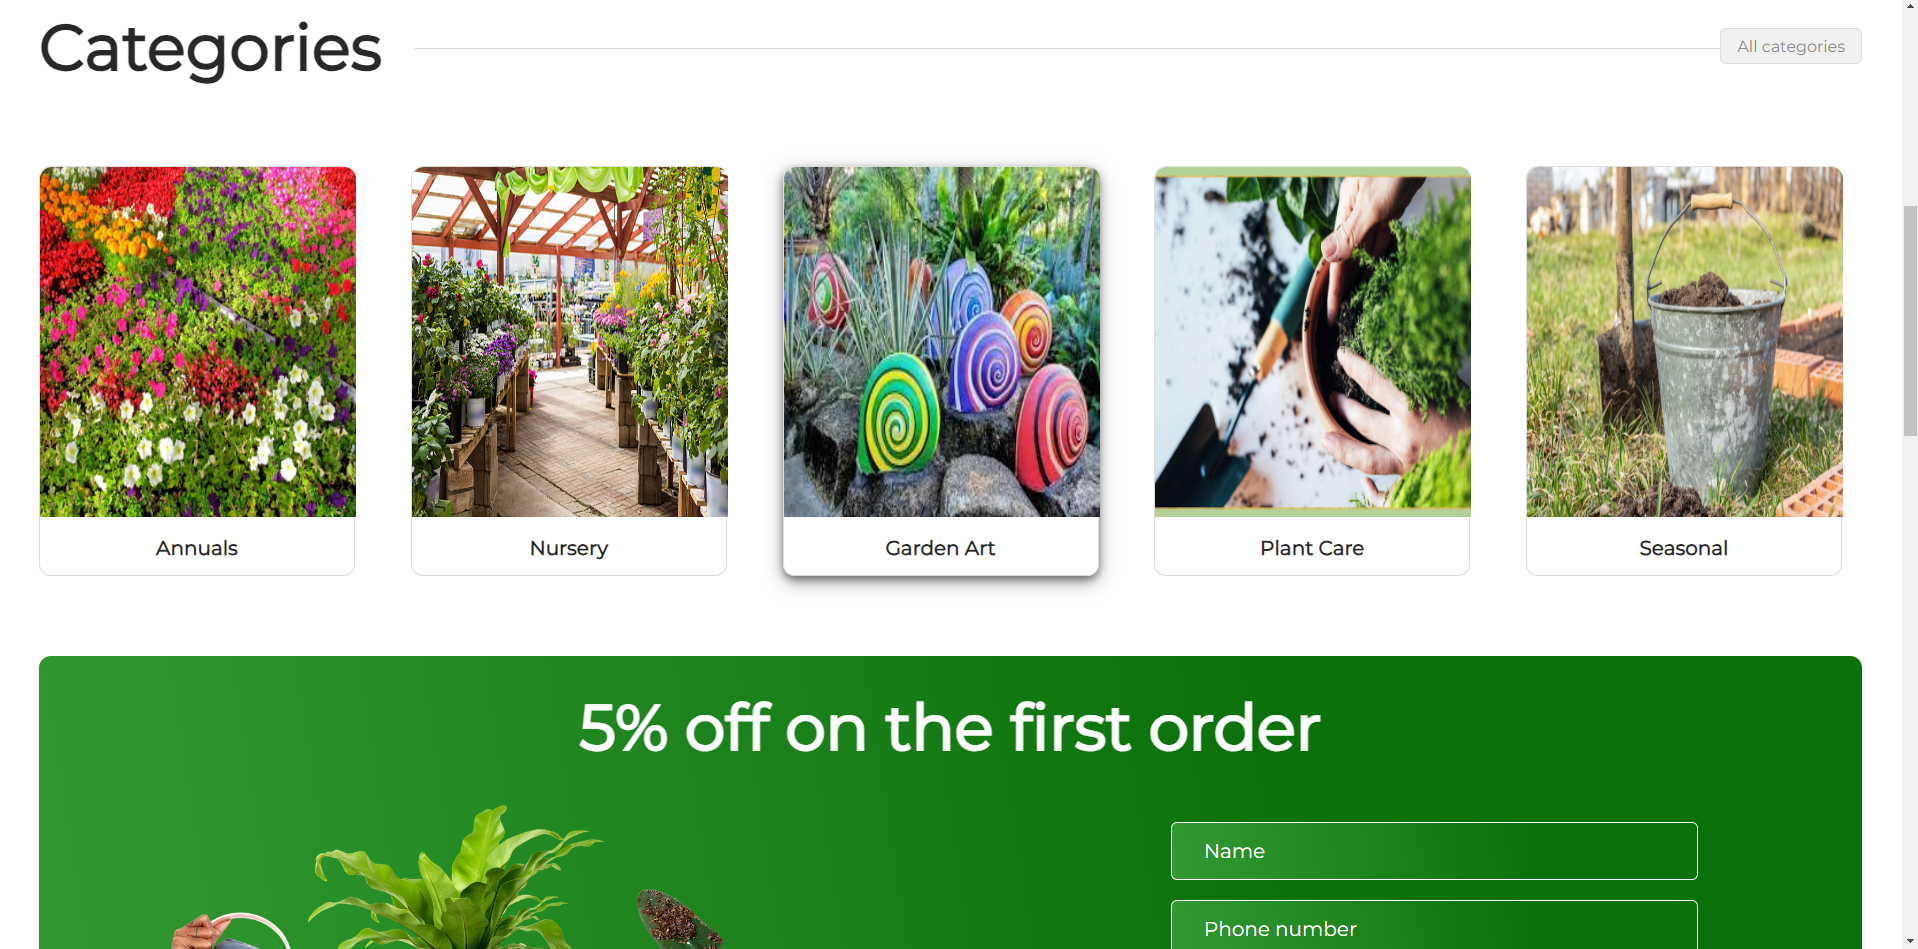 Categories
All categories
Annuals
Nursery
Garden Art
Plant Care
Seasonal
5% off on the first order
Name
Phone number